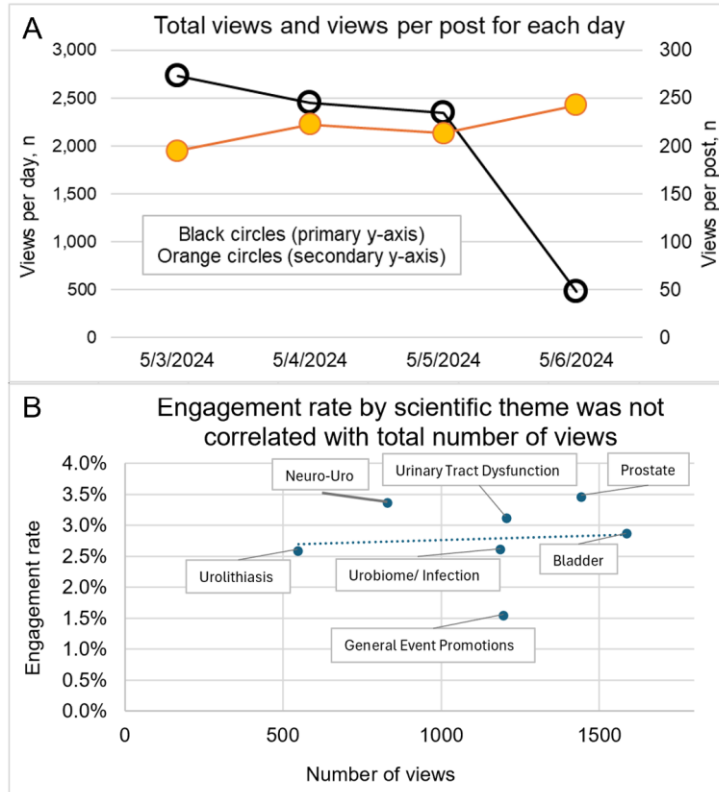 A
Total views and views per post for each day
3,000
2,500
2,000
1,500
1,000
500
0
Views per day, n
300
250
200
150
100
50
0
Views per post, n
Black circles (primary y-axis)
Orange circles (secondary y-axis)
5/3/2024
5/4/2024
5/5/2024
5/6/2024
B
Engagement rate by scientific theme was not
correlated with total number of views
4.0%
3.5%
3.0%
2.5%
2.0%
1.5%
1.0%
0.5%
0.0%
Engagement rate
Neuro-Uro
Urinary Tract Dysfunction
Prostate
Urolithiasis
Urobiome/ Infection
Bladder
General Event Promotions
0
500
1000
1500
Number of views